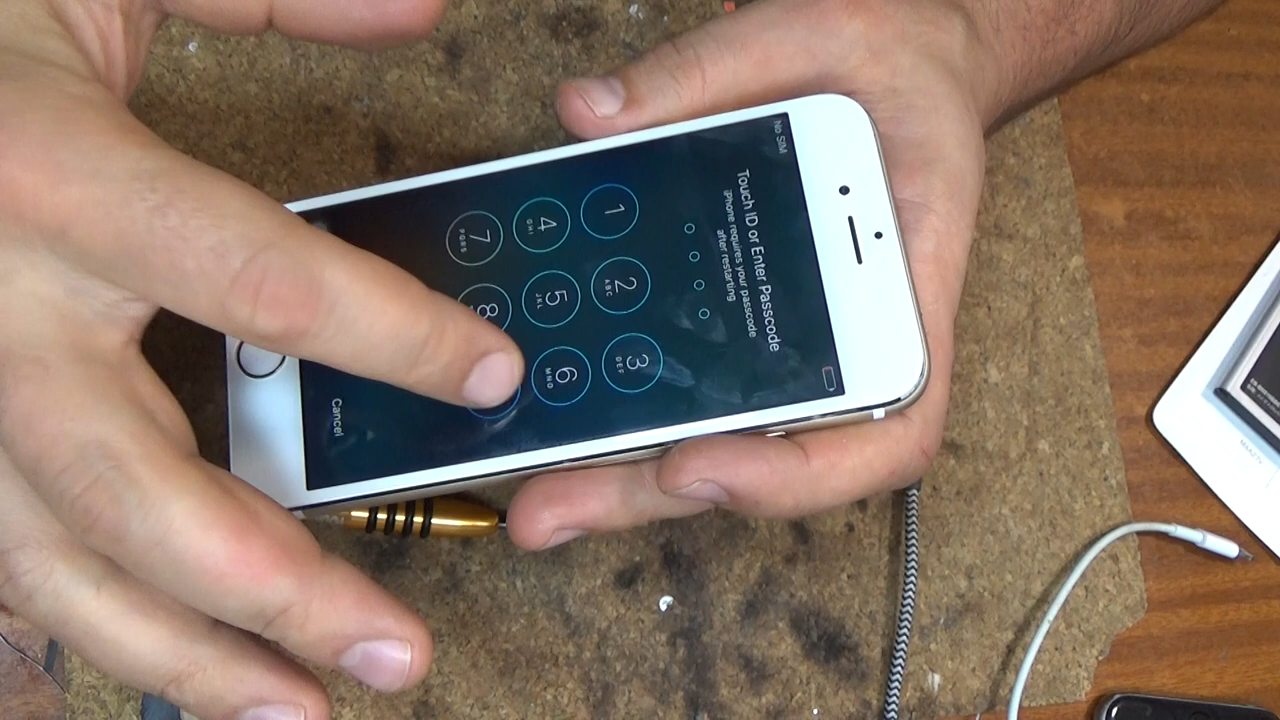 No SIM
Touch ID or Enter Passcode
iPhone requires your passcode
after restarting
1
2
ABC
3
DEF
4
GHI
5
JKL
6
MNO
7
PQRS
8
Cancel